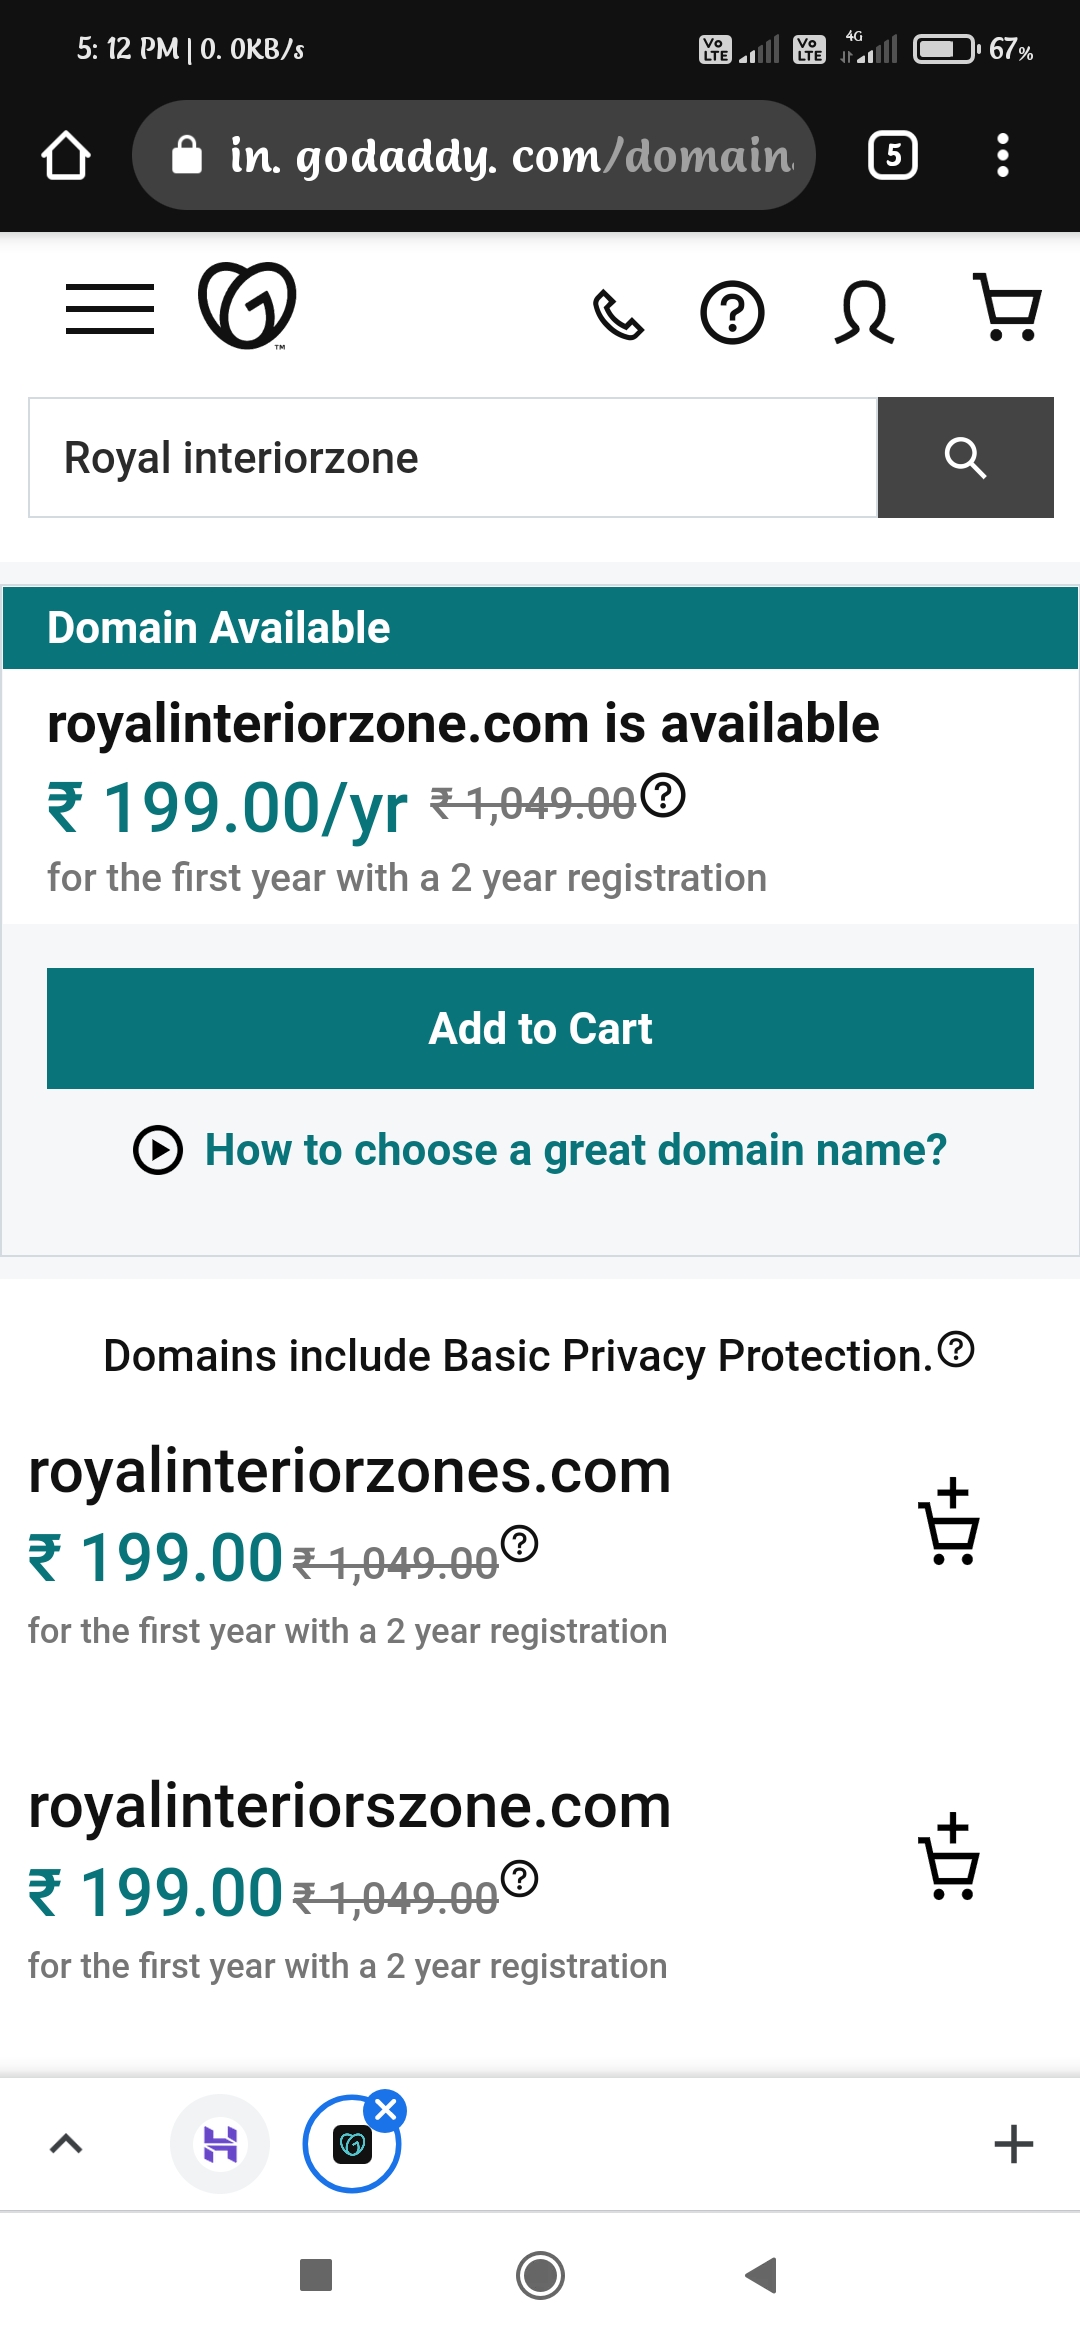 5: 12 PM | 0. 0KB/s
Vo LTE Vo LTE 4G 67%
in. godaddy. com/domain
5
Royal interiorzone
Domain Available
royalinteriorzone.com is available
₹ 199.00/yr ₹ 1,049.00
for the first year with a 2 year registration
Add to Cart
How to choose a great domain name?
Domains include Basic Privacy Protection.
royalinteriorzones.com
₹ 199.00 ₹ 1,049.00
for the first year with a 2 year registration
royalinteriorszone.com
₹ 199.00 ₹ 1,049.00
for the first year with a 2 year registration